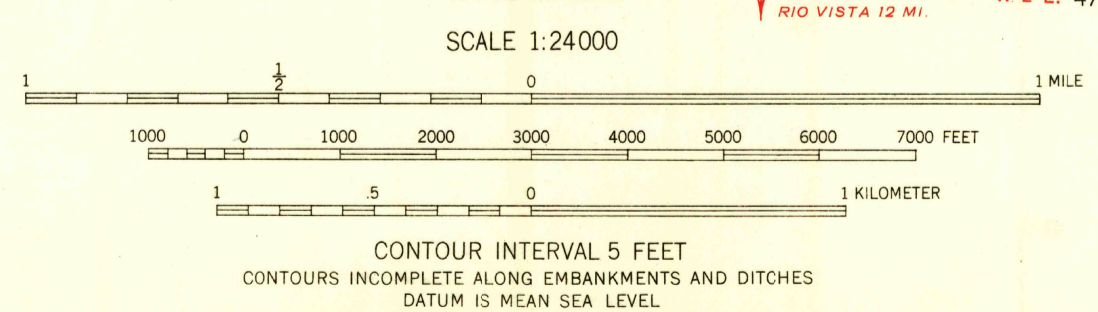 RIO VISTA 12 MI.
SCALE 1:24000
1 1/2 0 1 MILE
1000 0 1000 2000 3000 4000 5000 6000 7000 FEET
1 .5 0 1 KILOMETER
CONTOUR INTERVAL 5 FEET
CONTOURS INCOMPLETE ALONG EMBANKMENTS AND DITCHES
DATUM IS MEAN SEA LEVEL